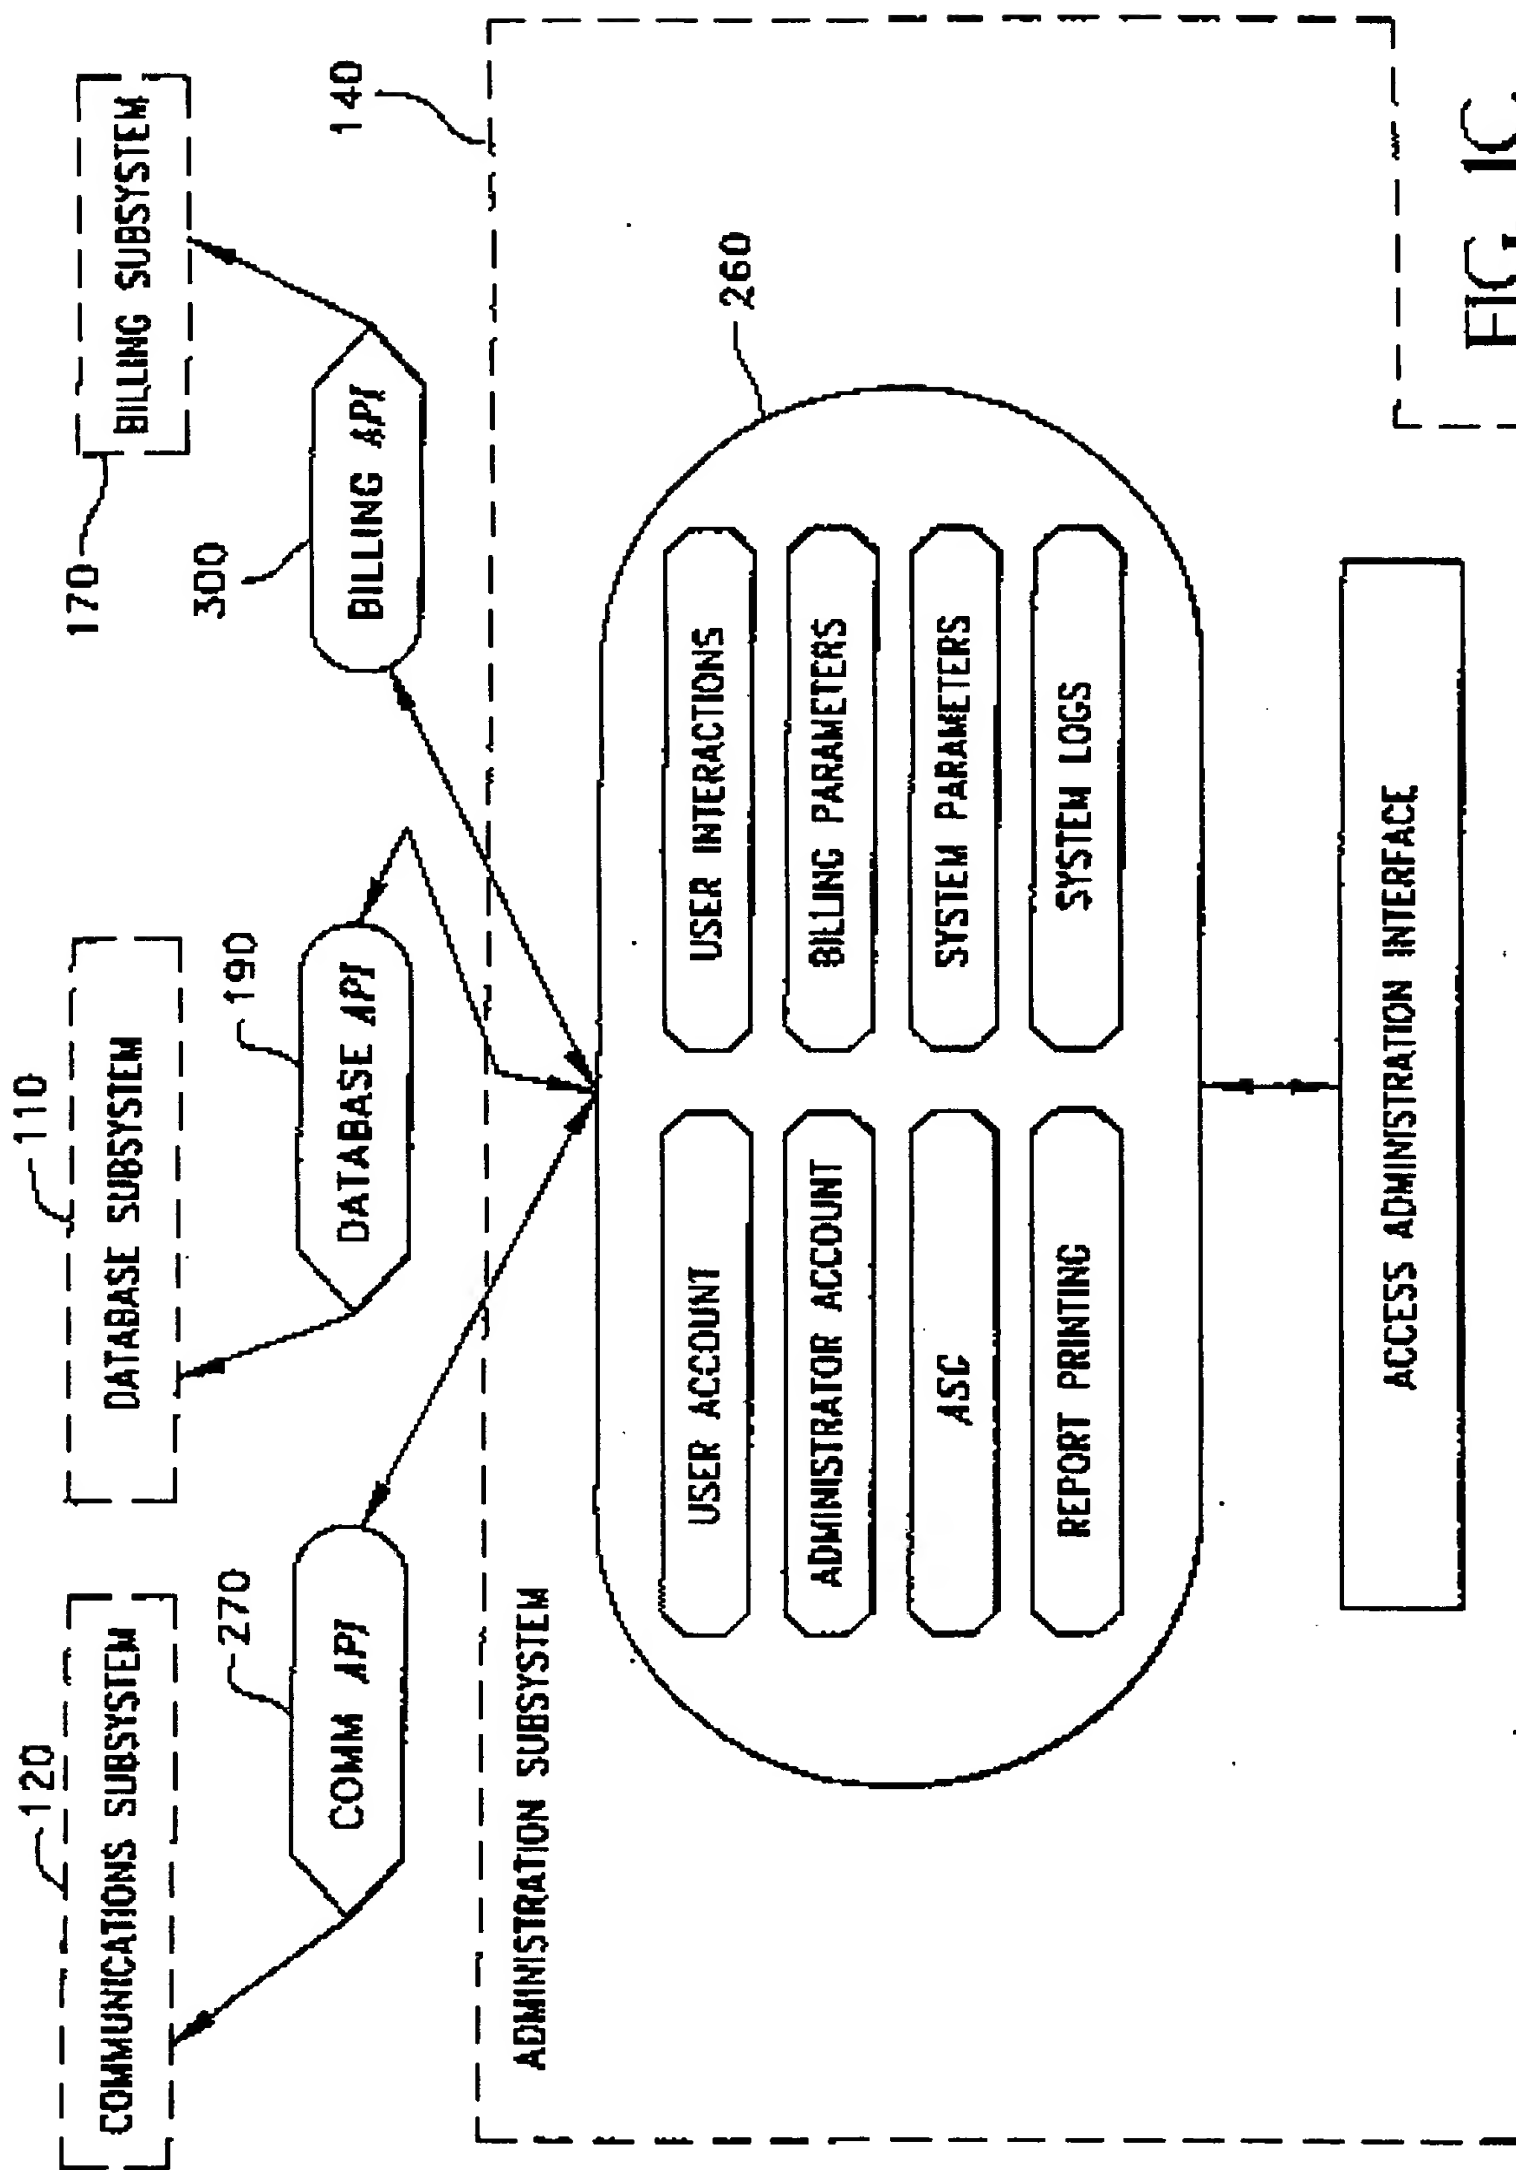 120
COMMUNICATIONS SUBSYSTEM
110
DATABASE SUBSYSTEM
170
BILLING SUBSYSTEM
270
COMM API
190
DATABASE API
300
BILLING API
140
ADMINISTRATION SUBSYSTEM
260
USER ACCOUNT
USER INTERACTIONS
ADMINISTRATOR ACCOUNT
BILLING PARAMETERS
ASC
SYSTEM PARAMETERS
REPORT PRINTING
SYSTEM LOGS
ACCESS ADMINISTRATION INTERFACE
FIG. 1C